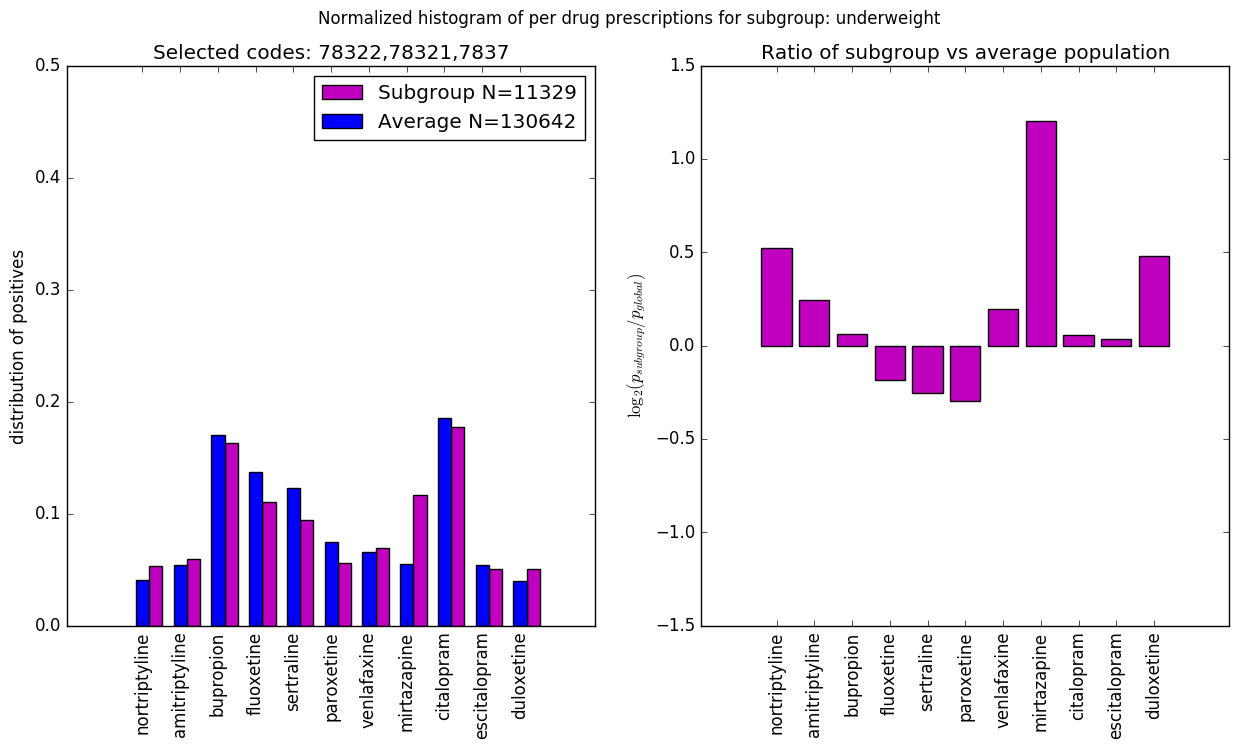 Normalized histogram of per drug prescriptions for subgroup: underweight
Selected codes: 78322,78321,7837
0.5
0.4
0.3
0.2
0.1
0.0
distribution of positives
Subgroup N=11329
Average N=130642
nortriptyline
amitriptyline
bupropion
fluoxetine
sertraline
paroxetine
venlafaxine
mirtazapine
citalopram
escitalopram
duloxetine
Ratio of subgroup vs average population
1.5
1.0
0.5
0.0
−0.5
−1.0
−1.5
log₂(p_subgroup/p_global)
nortriptyline
amitriptyline
bupropion
fluoxetine
sertraline
paroxetine
venlafaxine
mirtazapine
citalopram
escitalopram
duloxetine